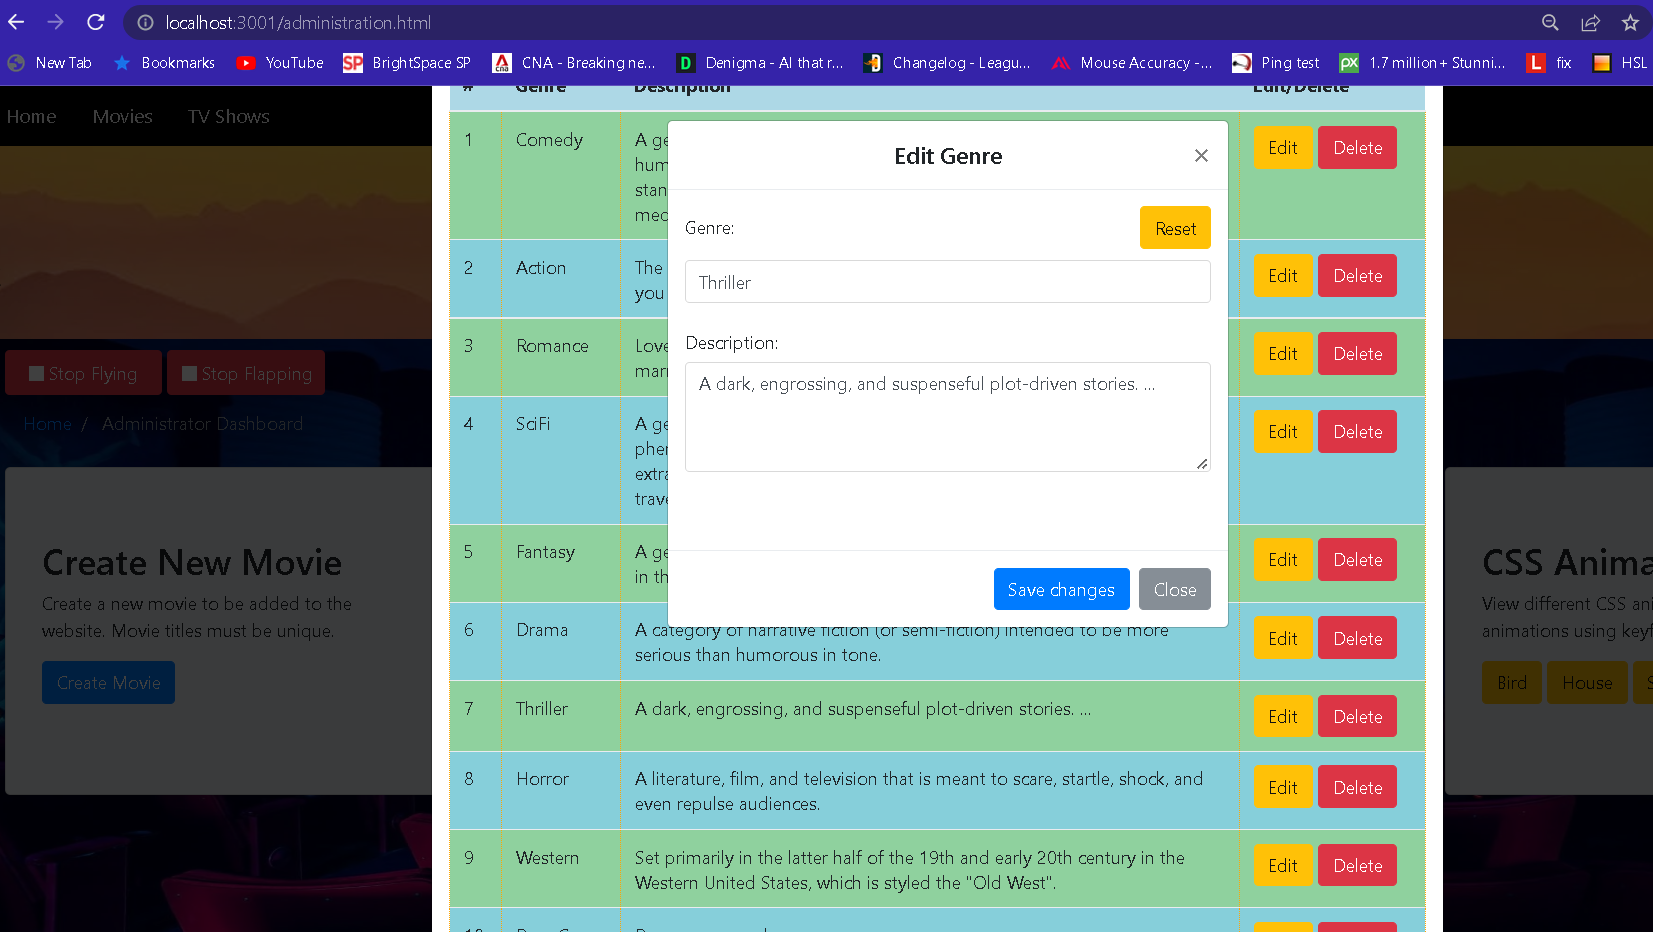 localhost:3001/administration.html
New Tab
Bookmarks
YouTube
BrightSpace SP
CNA - Breaking ne...
Denigma - AI that r...
Changelog - Leagu...
Mouse Accuracy -...
Ping test
1.7 million+ Stunni...
fix
HSL
Home Movies TV Shows
# Genre Description Edit/Delete
Edit Genre
×
Genre:
Reset
Thriller
Description:
A dark, engrossing, and suspenseful plot-driven stories. ...
Save changes Close
1 Comedy A ge
hum
stan
med
Edit Delete
2 Action The
you
Edit Delete
3 Romance Love
marr
Edit Delete
4 SciFi A ge
phen
extra
trave
Edit Delete
5 Fantasy A ge
in th
Edit Delete
6 Drama A category of narrative fiction (or semi-fiction) intended to be more
serious than humorous in tone.
Edit Delete
7 Thriller A dark, engrossing, and suspenseful plot-driven stories. ...
Edit Delete
8 Horror A literature, film, and television that is meant to scare, startle, shock, and
even repulse audiences.
Edit Delete
9 Western Set primarily in the latter half of the 19th and early 20th century in the
Western United States, which is styled the "Old West".
Edit Delete
Stop Flying Stop Flapping
Home / Administrator Dashboard
Create New Movie
Create a new movie to be added to the
website. Movie titles must be unique.
Create Movie
CSS Anima
View different CSS ani
animations using keyf
Bird House S